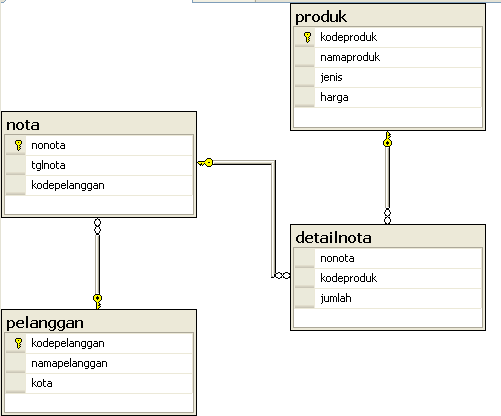 produk
kodeproduk
namaproduk
jenis
harga
nota
nonota
tglnota
kodepelanggan
detailnota
nonota
kodeproduk
jumlah
pelanggan
kodepelanggan
namapelanggan
kota